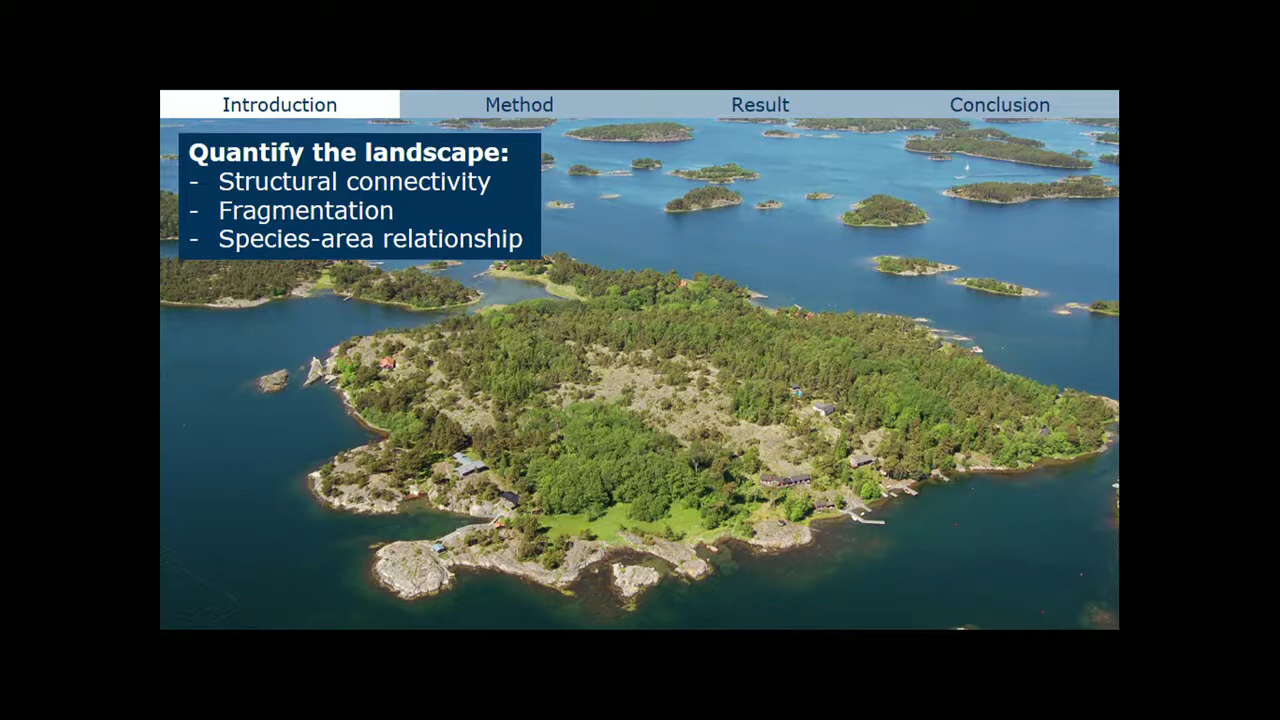 Introduction Method Result Conclusion
Quantify the landscape:
- Structural connectivity
- Fragmentation
- Species-area relationship